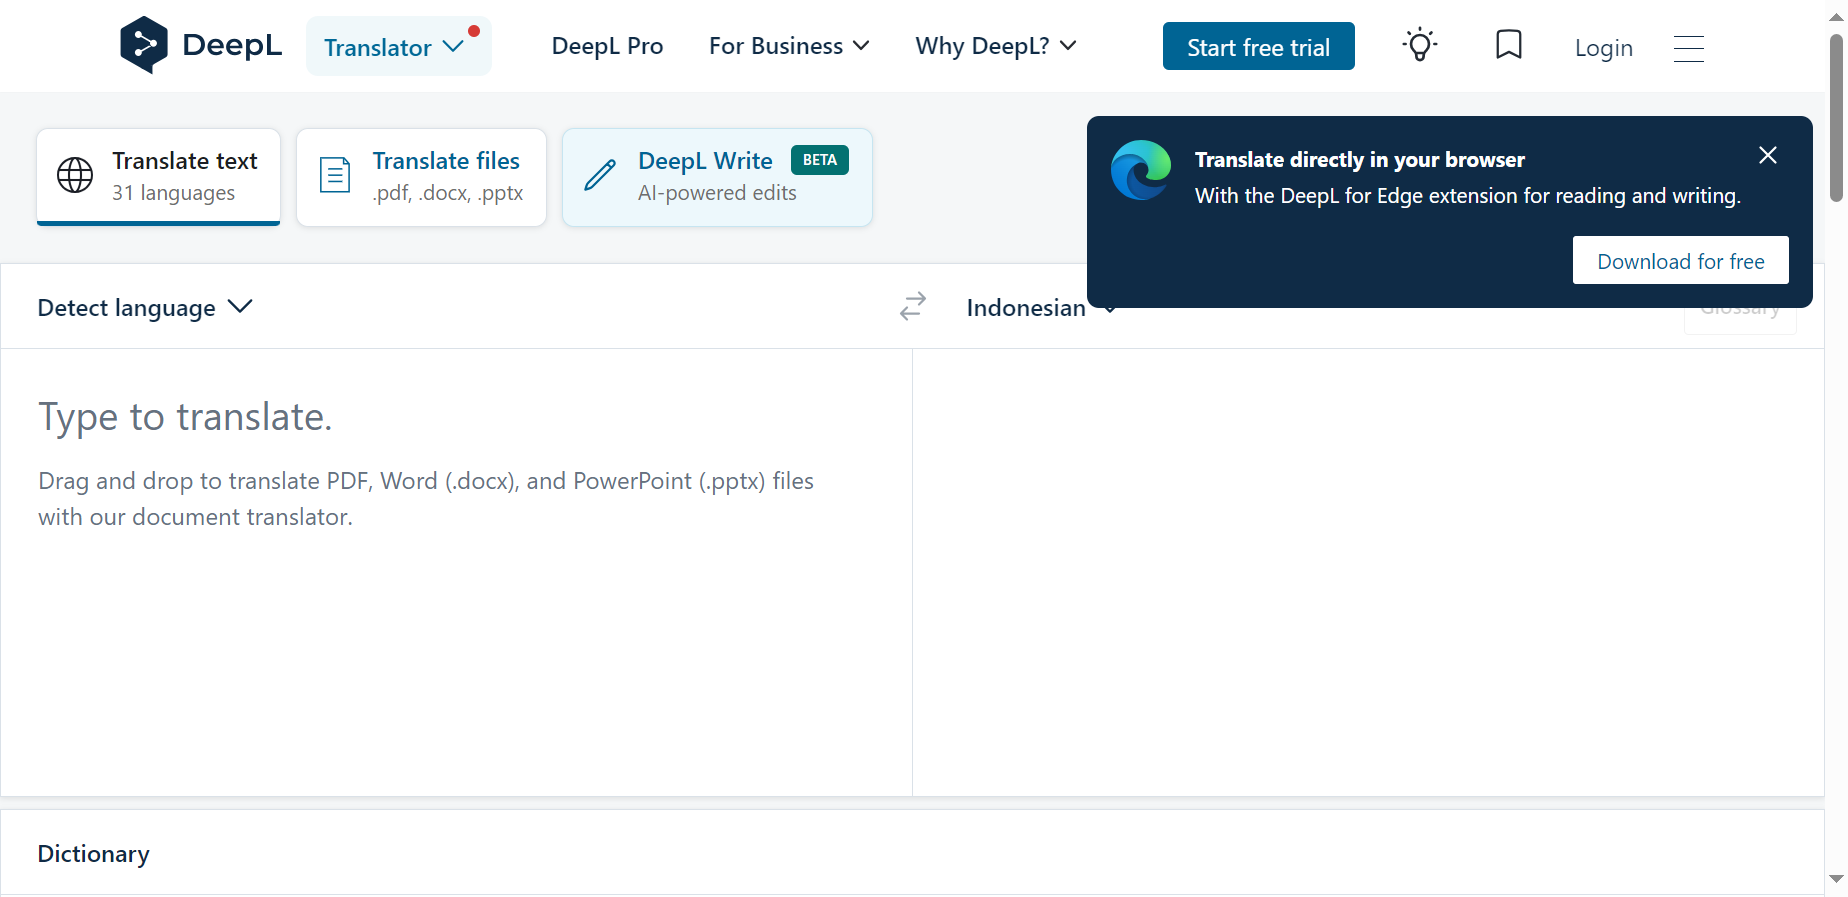 DeepL
Translator
DeepL Pro
For Business
Why DeepL?
Start free trial
Login
Translate text
31 languages
Translate files
.pdf, .docx, .pptx
DeepL Write BETA
AI-powered edits
Translate directly in your browser
With the DeepL for Edge extension for reading and writing.
Download for free
Detect language
Indonesian
Glossary
Type to translate.
Drag and drop to translate PDF, Word (.docx), and PowerPoint (.pptx) files
with our document translator.
Dictionary